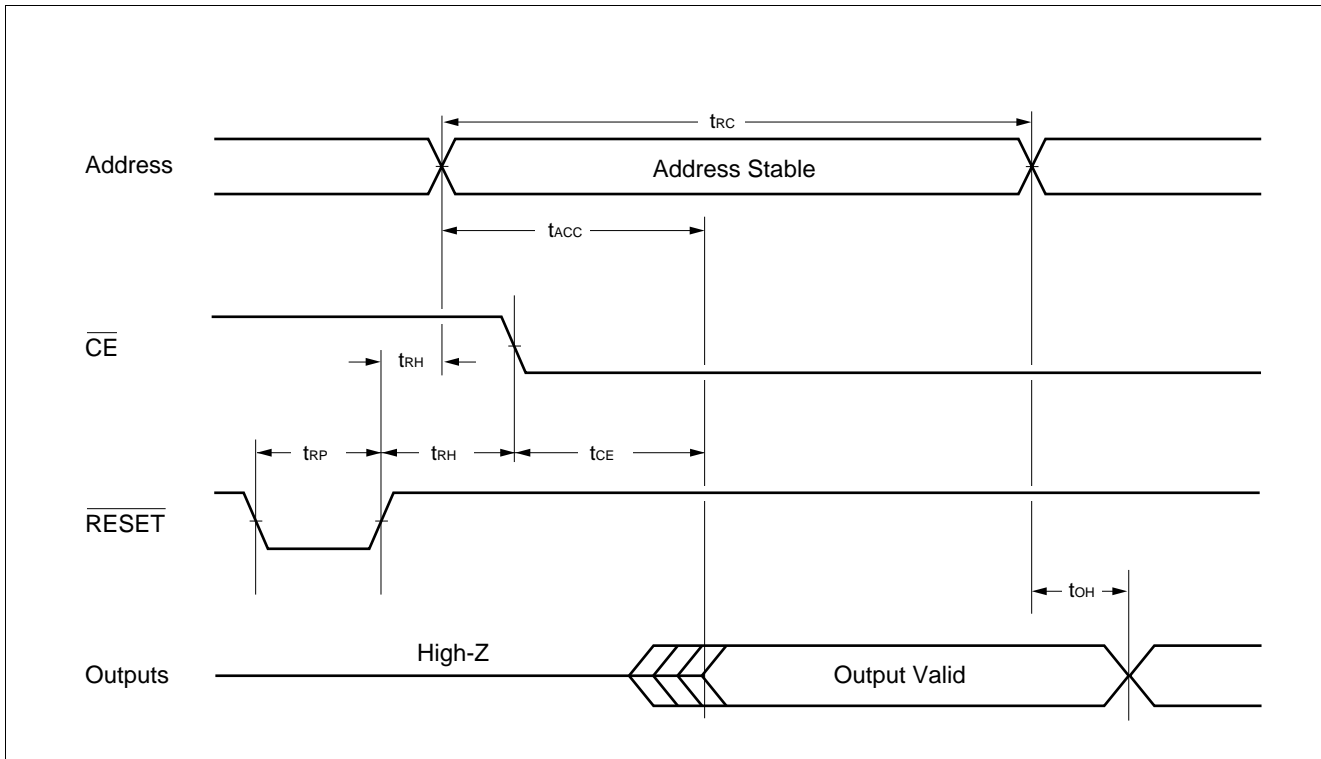 tRC
Address
Address Stable
tACC
CE
tRH
tRP
tRH
tCE
RESET
tOH
High-Z
Outputs
Output Valid